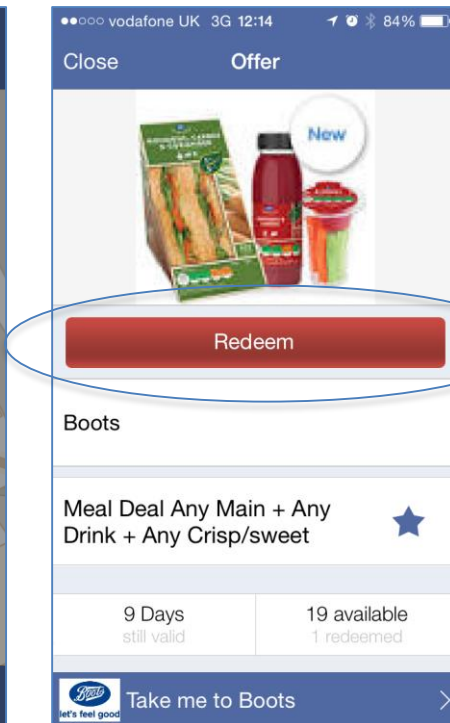 vodafone UK 3G 12:14 84%
Close Offer
New
Redeem
Boots
Meal Deal Any Main + Any
Drink + Any Crisp/sweet
9 Days 19 available
still valid 1 redeemed
Boots
let's feel good
Take me to Boots